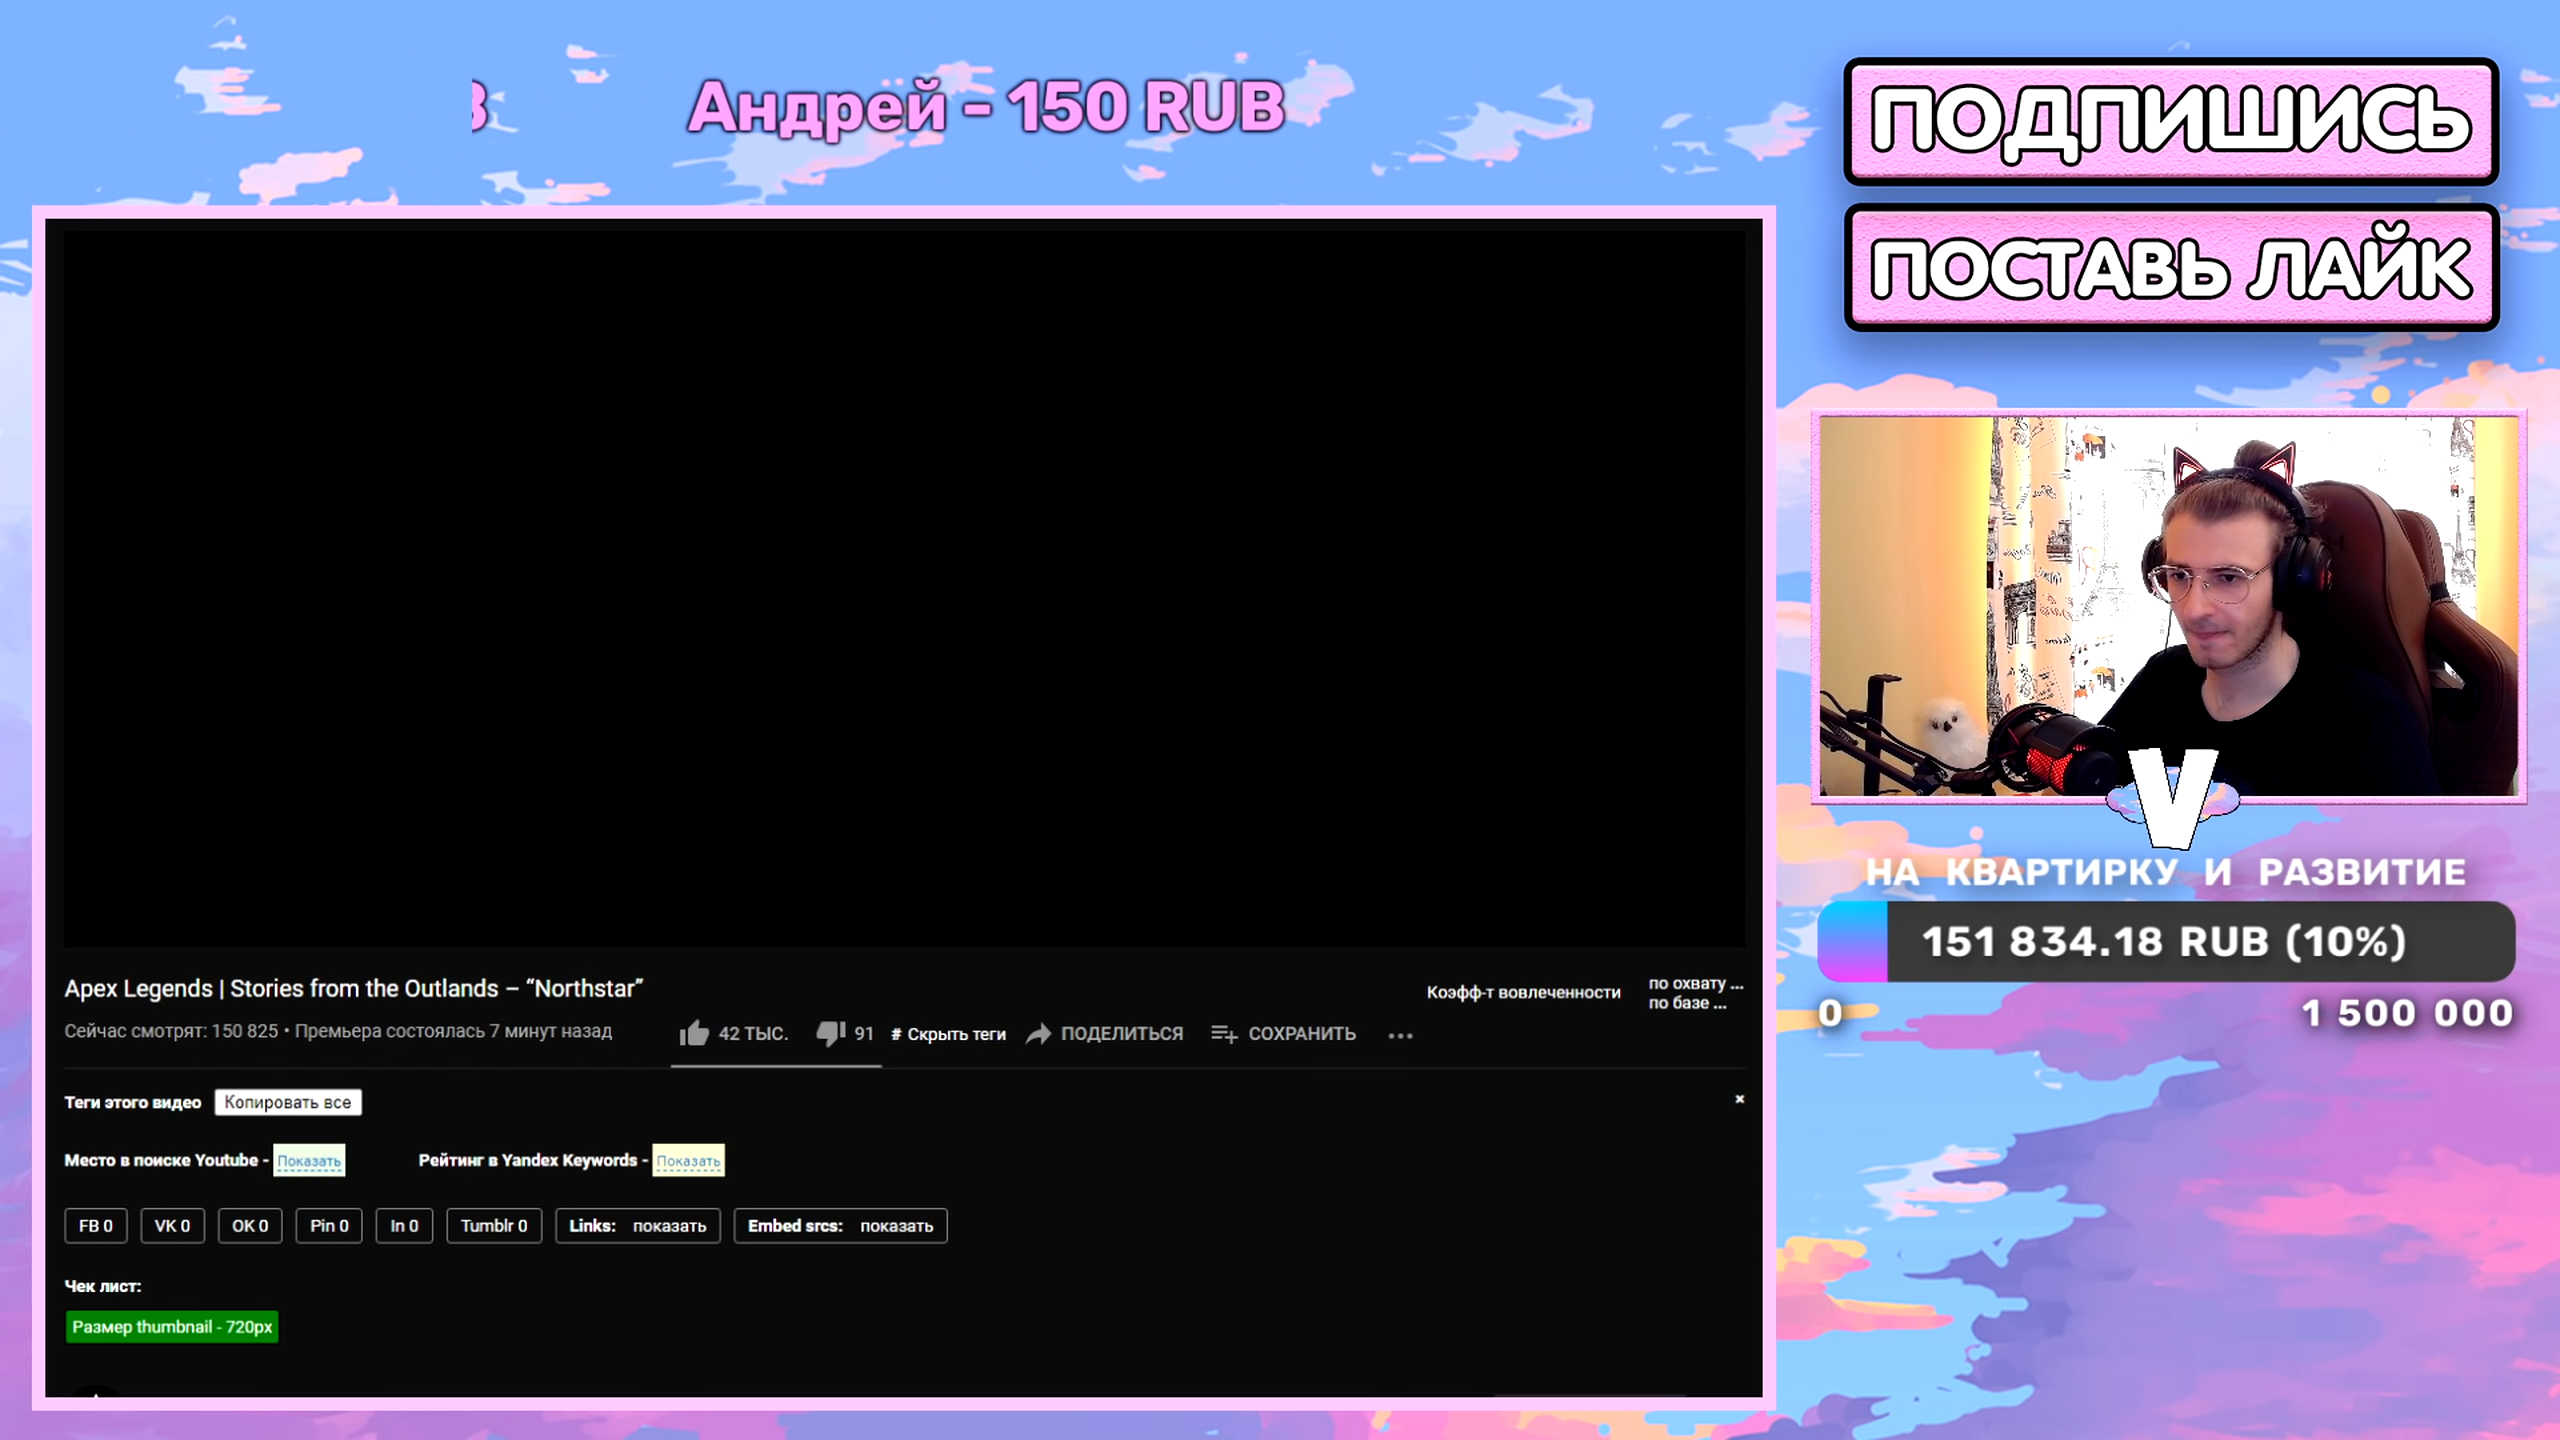 Андрей - 150 RUB
ПОДПИШИСЬ
ПОСТАВЬ ЛАЙК
V
НА КВАРТИРКУ И РАЗВИТИЕ
151 834.18 RUB (10%)
0 1 500 000
Apex Legends | Stories from the Outlands – “Northstar”
Коэфф-т вовлеченности по охвату ...
по базе ...
Сейчас смотрят: 150 825 • Премьера состоялась 7 минут назад 42 ТЫС. 91 # Скрыть теги ПОДЕЛИТЬСЯ СОХРАНИТЬ
Теги этого видео Копировать все
Место в поиске Youtube - Показать Рейтинг в Yandex Keywords - Показать
FB 0 VK 0 OK 0 Pin 0 In 0 Tumblr 0 Links: показать Embed srcs: показать
Чек лист:
Размер thumbnail - 720px